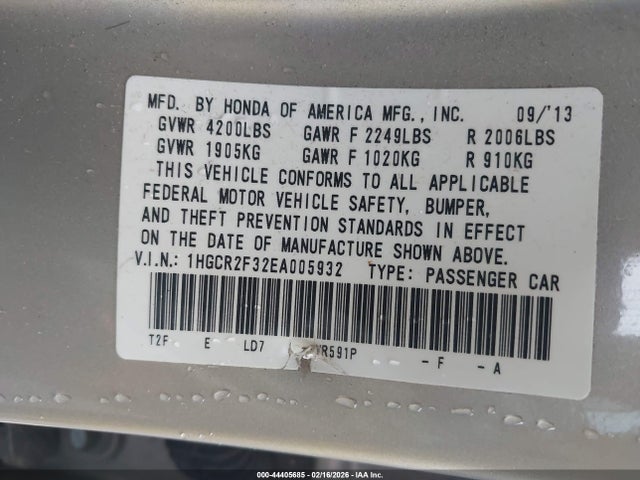 MFD. BY HONDA OF AMERICA MFG., INC. 09/'13
GVWR 4200LBS GAWR F 2249LBS R 2006LBS
GVWR 1905KG GAWR F 1020KG R 910KG
THIS VEHICLE CONFORMS TO ALL APPLICABLE
FEDERAL MOTOR VEHICLE SAFETY, BUMPER,
AND THEFT PREVENTION STANDARDS IN EFFECT
ON THE DATE OF MANUFACTURE SHOWN ABOVE.
V.I.N.: 1HGCR2F32EA005932 TYPE: PASSENGER CAR
T2F E LD7 R591P - F - A
000-44405685 - 02/16/2026 - IAA Inc.